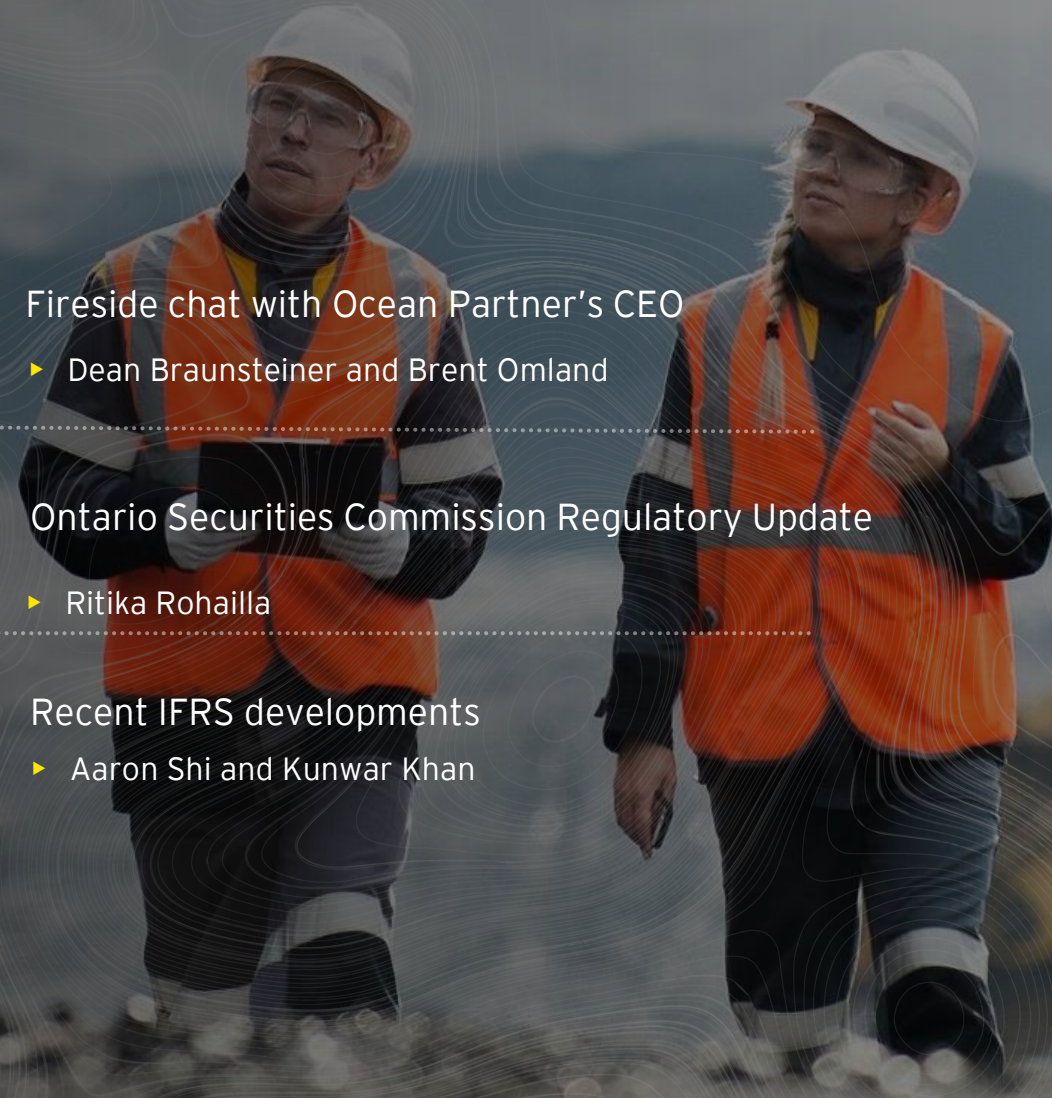 Fireside chat with Ocean Partner’s CEO
Dean Braunsteiner and Brent Omland
Ontario Securities Commission Regulatory Update
Ritika Rohailla
Recent IFRS developments
Aaron Shi and Kunwar Khan